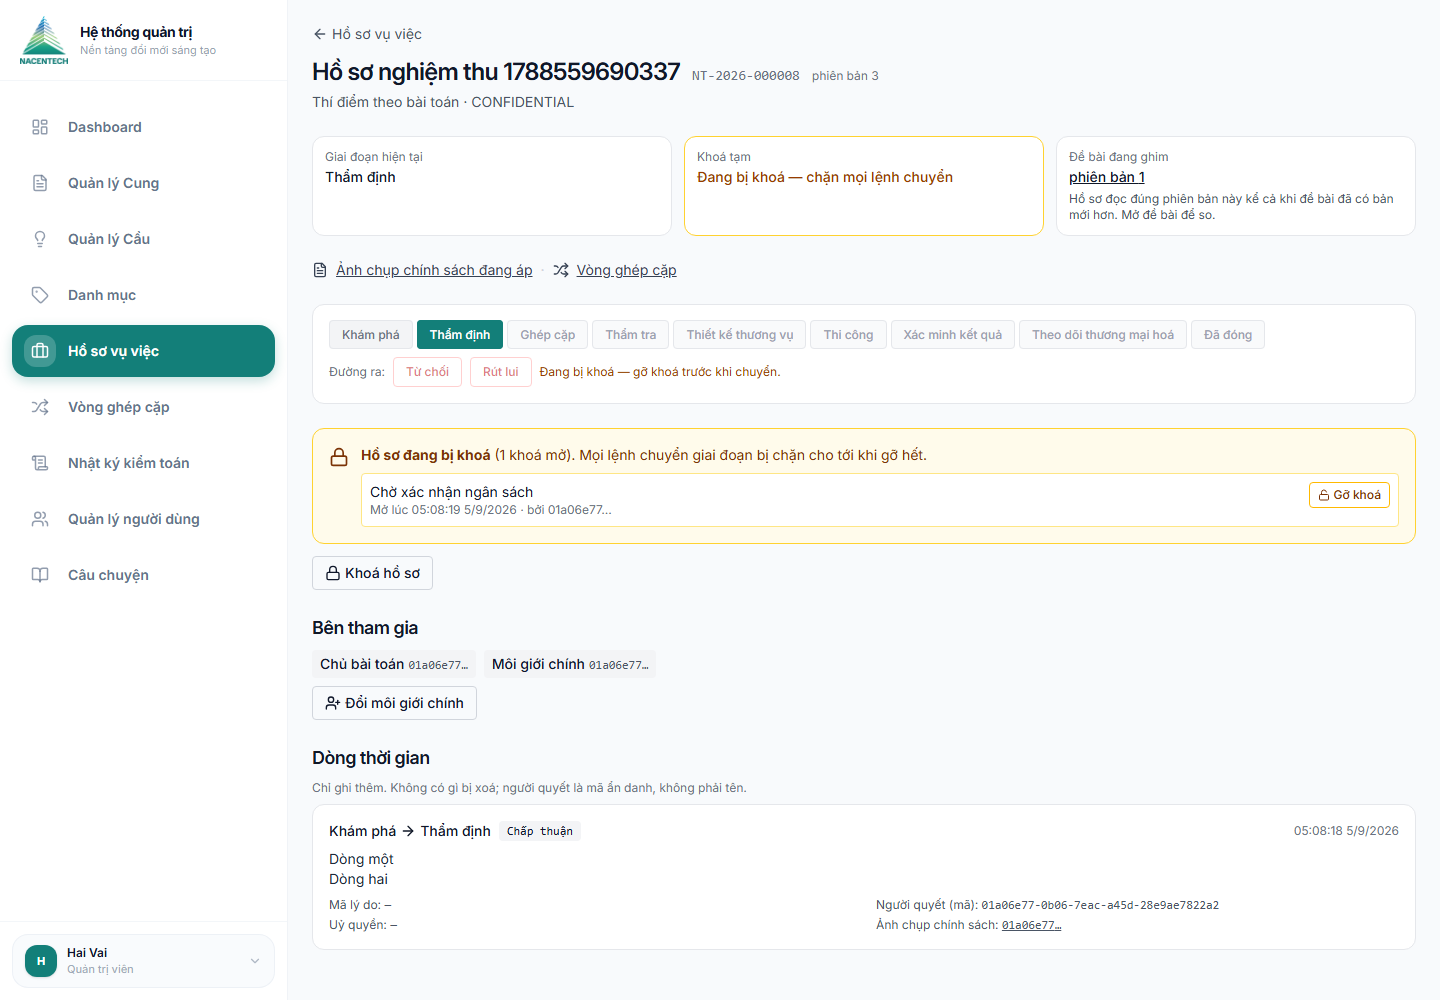 Hệ thống quản trị
Nền tảng đổi mới sáng tạo
NACENTECH
Dashboard
Quản lý Cung
Quản lý Cầu
Danh mục
Hồ sơ vụ việc
Vòng ghép cặp
Nhật ký kiểm toán
Quản lý người dùng
Câu chuyện
H
Hai Vai
Quản trị viên
Hồ sơ vụ việc
Hồ sơ nghiệm thu 1788559690337 NT-2026-000008 phiên bản 3
Thí điểm theo bài toán · CONFIDENTIAL
Giai đoạn hiện tại
Thẩm định
Khoá tạm
Đang bị khoá — chặn mọi lệnh chuyển
Đề bài đang ghim
phiên bản 1
Hồ sơ đọc đúng phiên bản này kể cả khi đề bài đã có bản
mới hơn. Mở đề bài để so.
Ảnh chụp chính sách đang áp · Vòng ghép cặp
Khám phá Thẩm định Ghép cặp Thẩm tra Thiết kế thương vụ Thi công Xác minh kết quả Theo dõi thương mại hoá Đã đóng
Đường ra: Từ chối Rút lui Đang bị khoá — gỡ khoá trước khi chuyển.
Hồ sơ đang bị khoá (1 khoá mở). Mọi lệnh chuyển giai đoạn bị chặn cho tới khi gỡ hết.
Chờ xác nhận ngân sách
Mở lúc 05:08:19 5/9/2026 · bởi 01a06e77…
Gỡ khoá
Khoá hồ sơ
Bên tham gia
Chủ bài toán 01a06e77… Môi giới chính 01a06e77…
Đổi môi giới chính
Dòng thời gian
Chỉ ghi thêm. Không có gì bị xoá; người quyết là mã ẩn danh, không phải tên.
Khám phá → Thẩm định Chấp thuận 05:08:18 5/9/2026
Dòng một
Dòng hai
Mã lý do: – Người quyết (mã): 01a06e77-0b06-7eac-a45d-28e9ae7822a2
Uỷ quyền: – Ảnh chụp chính sách: 01a06e77…